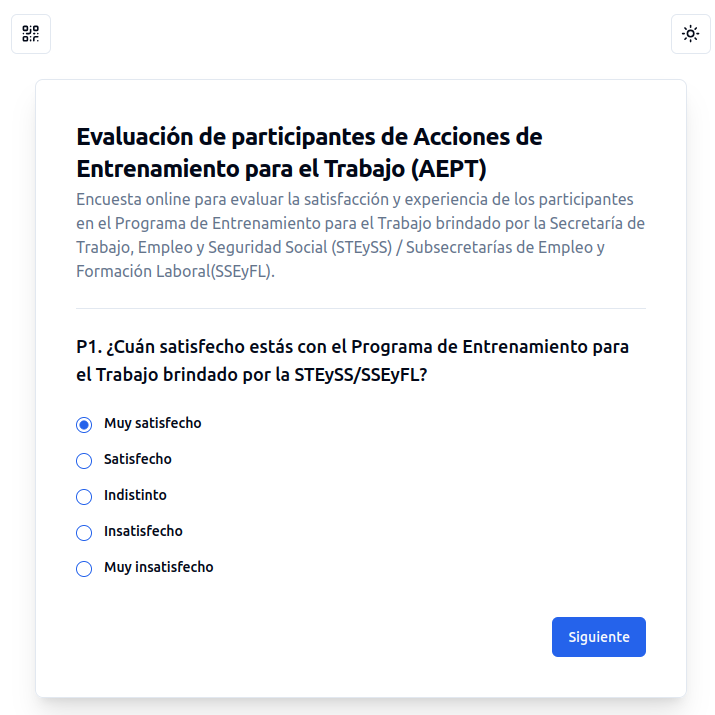 Evaluación de participantes de Acciones de
Entrenamiento para el Trabajo (AEPT)
Encuesta online para evaluar la satisfacción y experiencia de los participantes
en el Programa de Entrenamiento para el Trabajo brindado por la Secretaría de
Trabajo, Empleo y Seguridad Social (STEySS) / Subsecretarías de Empleo y
Formación Laboral(SSEyFL).
P1. ¿Cuán satisfecho estás con el Programa de Entrenamiento para
el Trabajo brindado por la STEySS/SSEyFL?
Muy satisfecho
Satisfecho
Indistinto
Insatisfecho
Muy insatisfecho
Siguiente